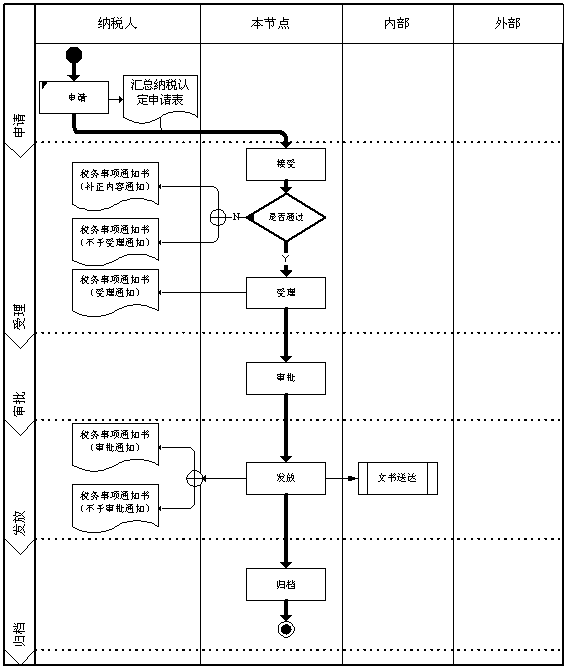 纳税人
本节点
内部
外部
申请
申请
汇总纳税认
定申请表
受理
接受
税务事项通知书
(补正内容通知)
是否通过
N
税务事项通知书
(不予受理通知)
Y
税务事项通知书
(受理通知)
受理
审批
审批
发放
税务事项通知书
(审批通知)
发放
文书送达
税务事项通知书
(不予审批通知)
归档
归档